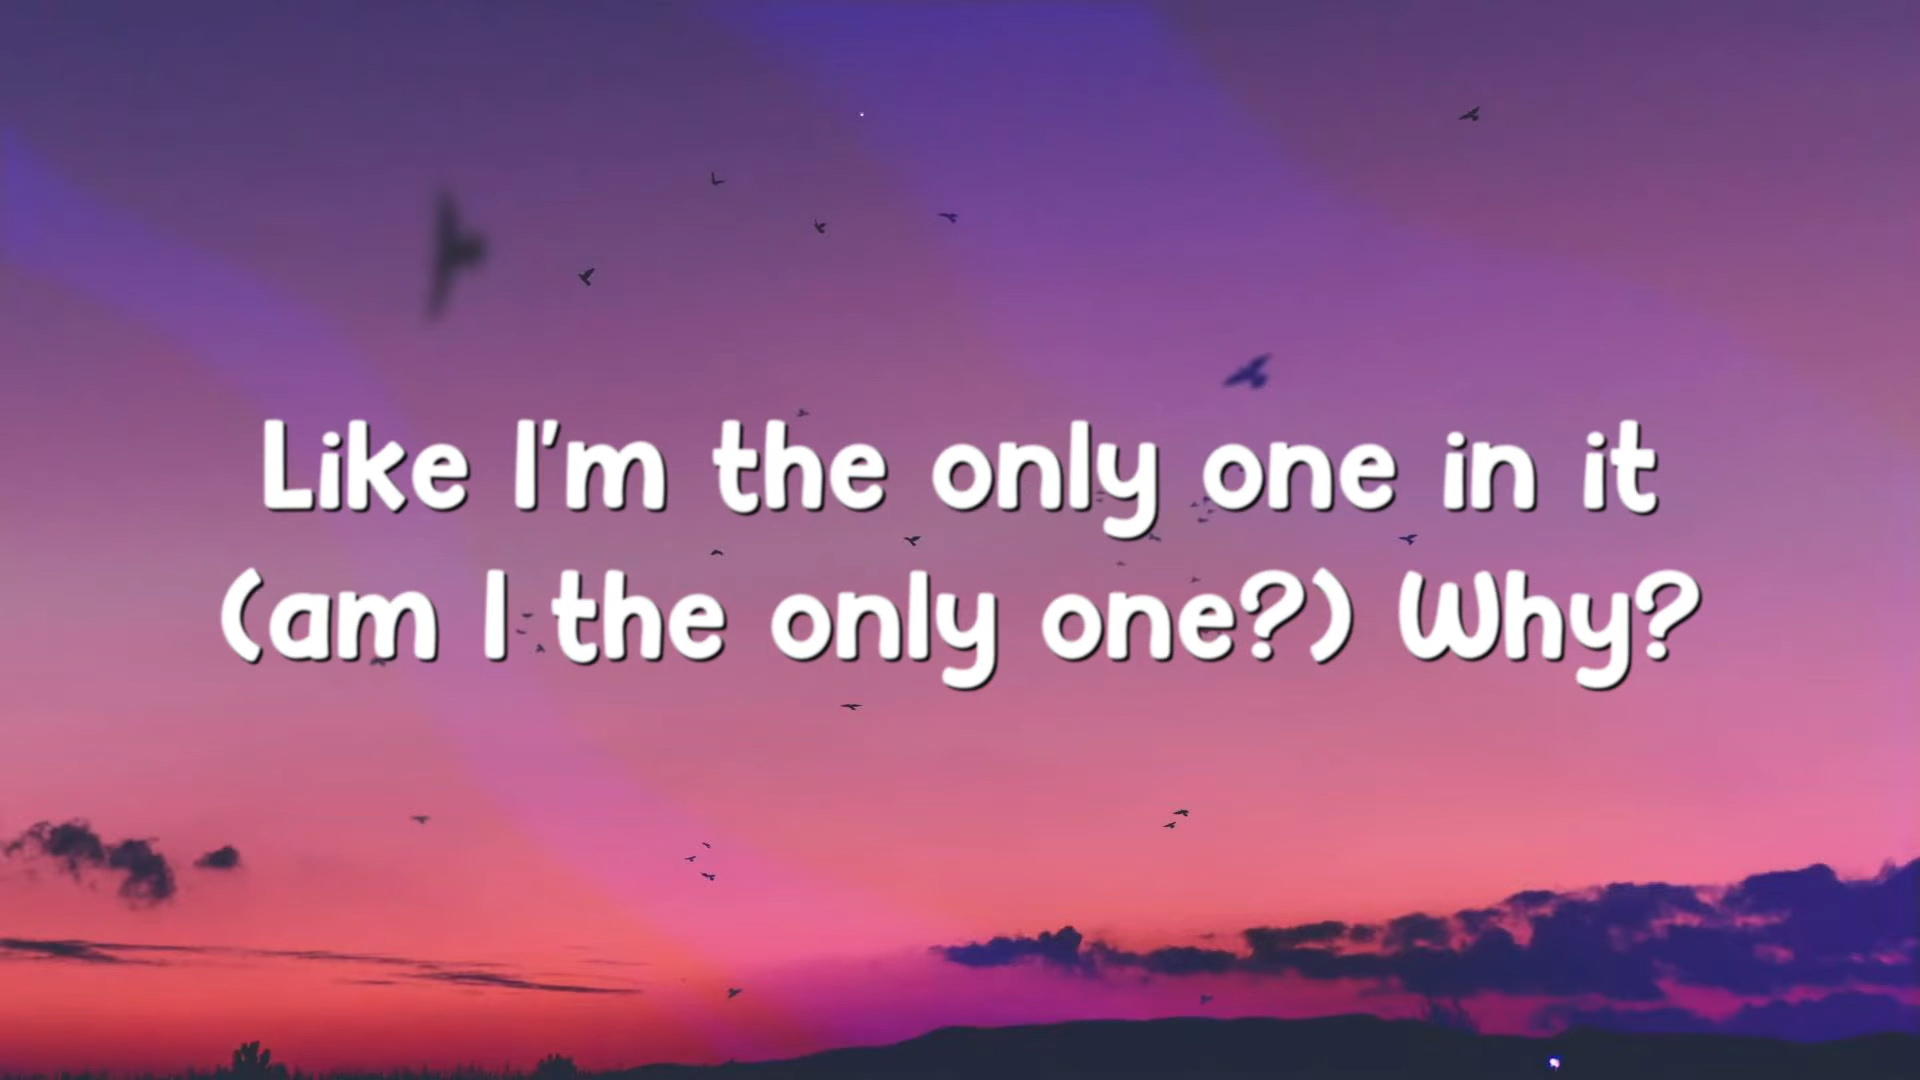 Like I'm the only one in it
(am I the only one?) Why?